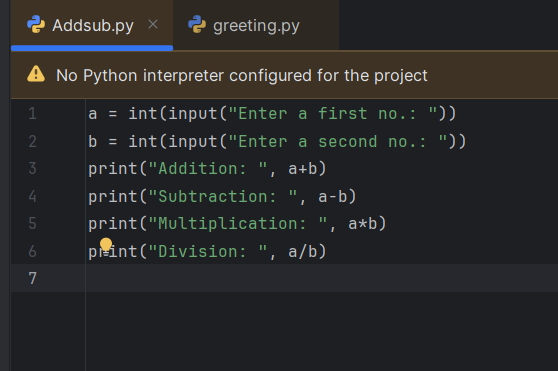 Addsub.py greeting.py
No Python interpreter configured for the project
1 a = int(input("Enter a first no.: "))
2 b = int(input("Enter a second no.: "))
3 print("Addition: ", a+b)
4 print("Subtraction: ", a-b)
5 print("Multiplication: ", a*b)
6 print("Division: ", a/b)
7